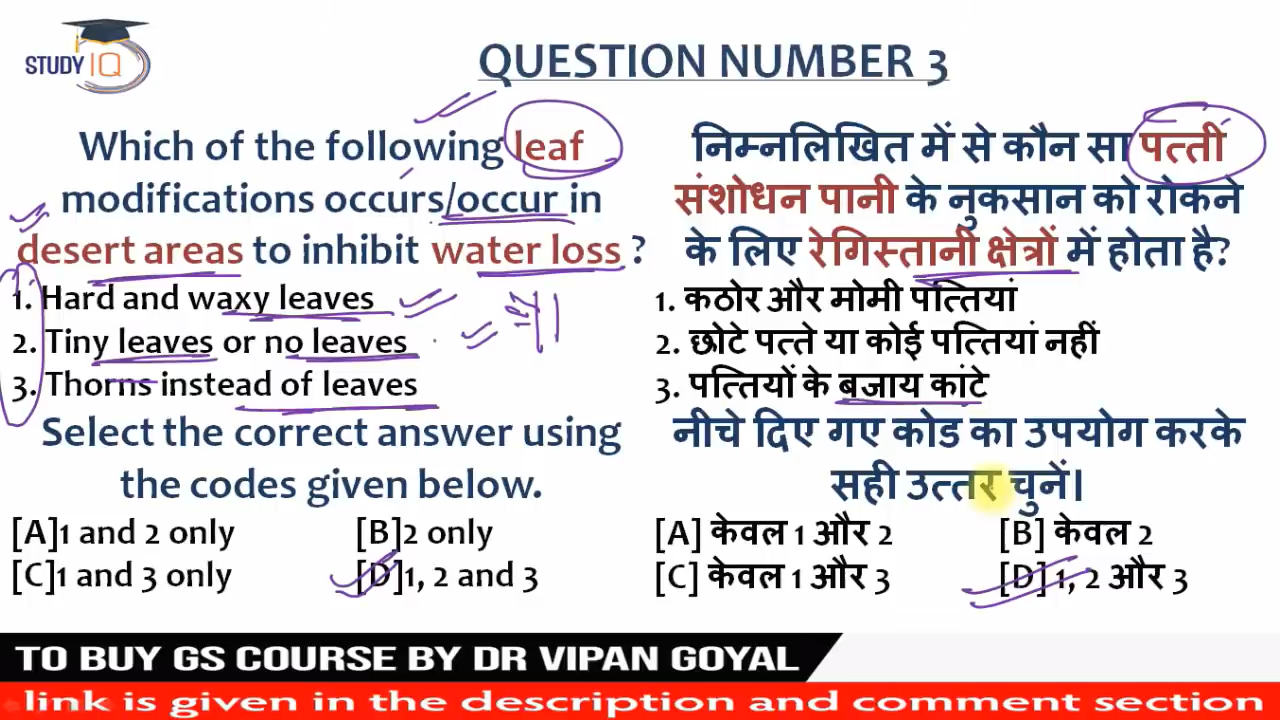 STUDY IQ
QUESTION NUMBER 3
Which of the following leaf
modifications occurs/occur in
desert areas to inhibit water loss ?
1. Hard and waxy leaves
2. Tiny leaves or no leaves
3. Thorns instead of leaves
Select the correct answer using
the codes given below.
[A]1 and 2 only [B]2 only
[C]1 and 3 only [D]1, 2 and 3
निम्नलिखित में से कौन सा पत्ती
संशोधन पानी के नुकसान को रोकने
के लिए रेगिस्तानी क्षेत्रों में होता है?
1. कठोर और मोमी पत्तियां
2. छोटे पत्ते या कोई पत्तियां नहीं
3. पत्तियों के बजाय कांटे
नीचे दिए गए कोड का उपयोग करके
सही उत्तर चुनें।
[A] केवल 1 और 2 [B] केवल 2
[C] केवल 1 और 3 [D] 1, 2 और 3
TO BUY GS COURSE BY DR VIPAN GOYAL
link is given in the description and comment section